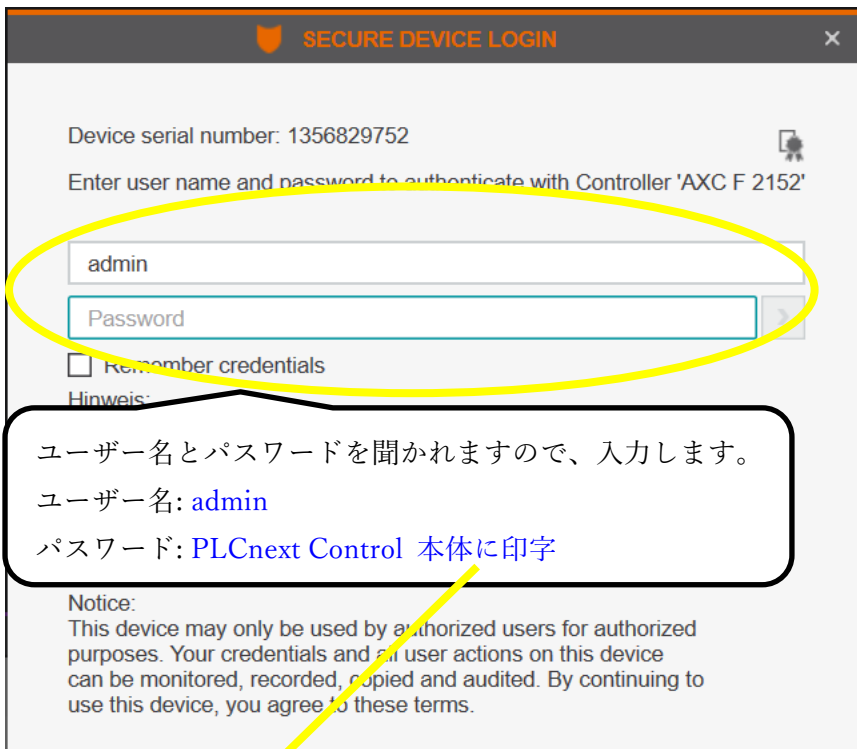 SECURE DEVICE LOGIN
Device serial number: 1356829752
Enter user name and password to authenticate with Controller 'AXC F 2152'
admin
Password
Remember credentials
Hinweis:
ユーザー名とパスワードを聞かれますので、入力します。
ユーザー名: admin
パスワード: PLCnext Control 本体に印字
Notice:
This device may only be used by authorized users for authorized
purposes. Your credentials and all user actions on this device
can be monitored, recorded, copied and audited. By continuing to
use this device, you agree to these terms.